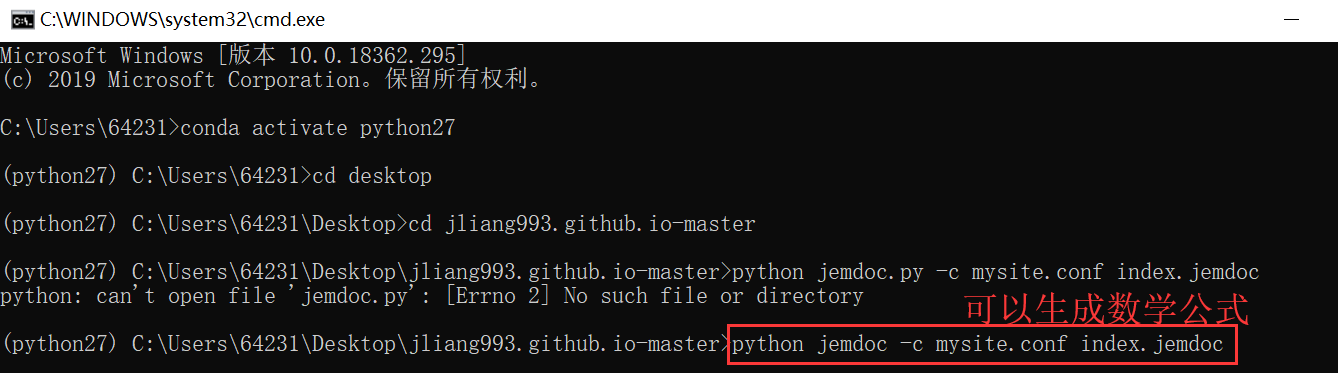 C:\WINDOWS\system32\cmd.exe
Microsoft Windows [版本 10.0.18362.295]
(c) 2019 Microsoft Corporation。保留所有权利。
C:\Users\64231>conda activate python27
(python27) C:\Users\64231>cd desktop
(python27) C:\Users\64231\Desktop>cd jliang993.github.io-master
(python27) C:\Users\64231\Desktop\jliang993.github.io-master>python jemdoc.py -c mysite.conf index.jemdoc
python: can't open file 'jemdoc.py': [Errno 2] No such file or directory
可以生成数学公式
(python27) C:\Users\64231\Desktop\jliang993.github.io-master>python jemdoc -c mysite.conf index.jemdoc